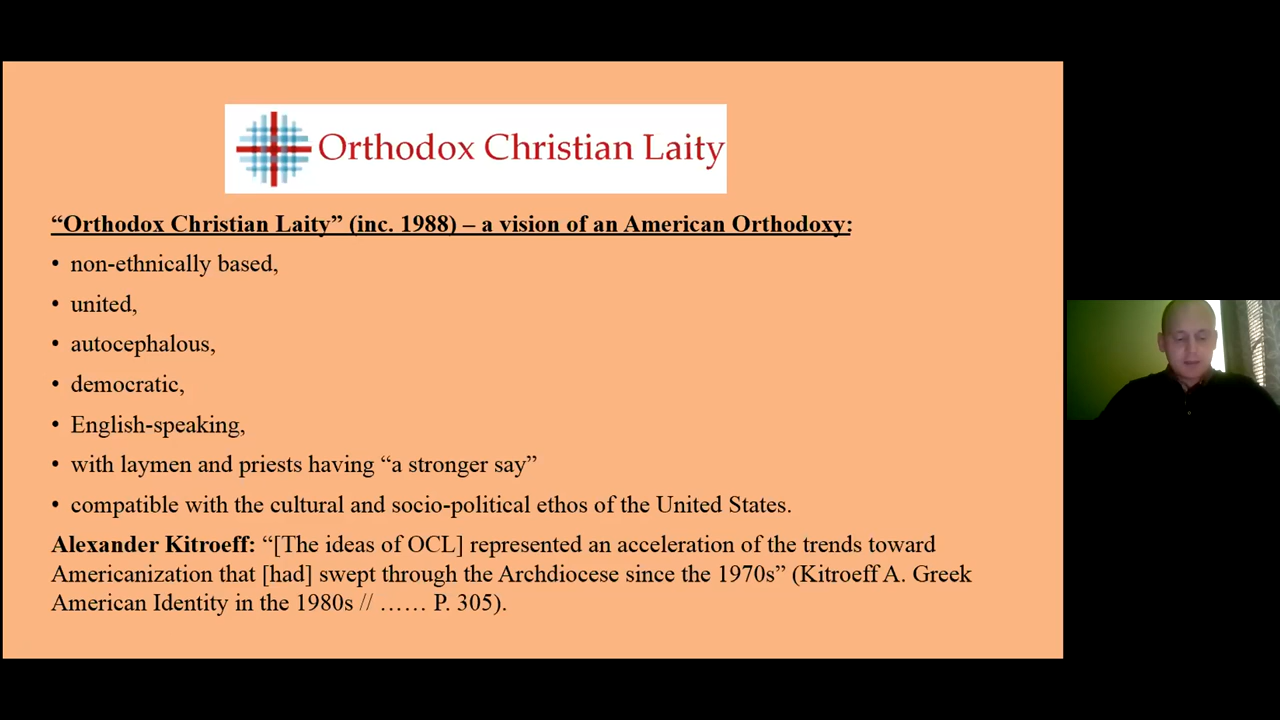 Orthodox Christian Laity
“Orthodox Christian Laity” (inc. 1988) – a vision of an American Orthodoxy:
• non-ethnically based,
• united,
• autocephalous,
• democratic,
• English-speaking,
• with laymen and priests having “a stronger say”
• compatible with the cultural and socio-political ethos of the United States.
Alexander Kitroeff: “[The ideas of OCL] represented an acceleration of the trends toward
Americanization that [had] swept through the Archdiocese since the 1970s” (Kitroeff A. Greek
American Identity in the 1980s // …… P. 305).